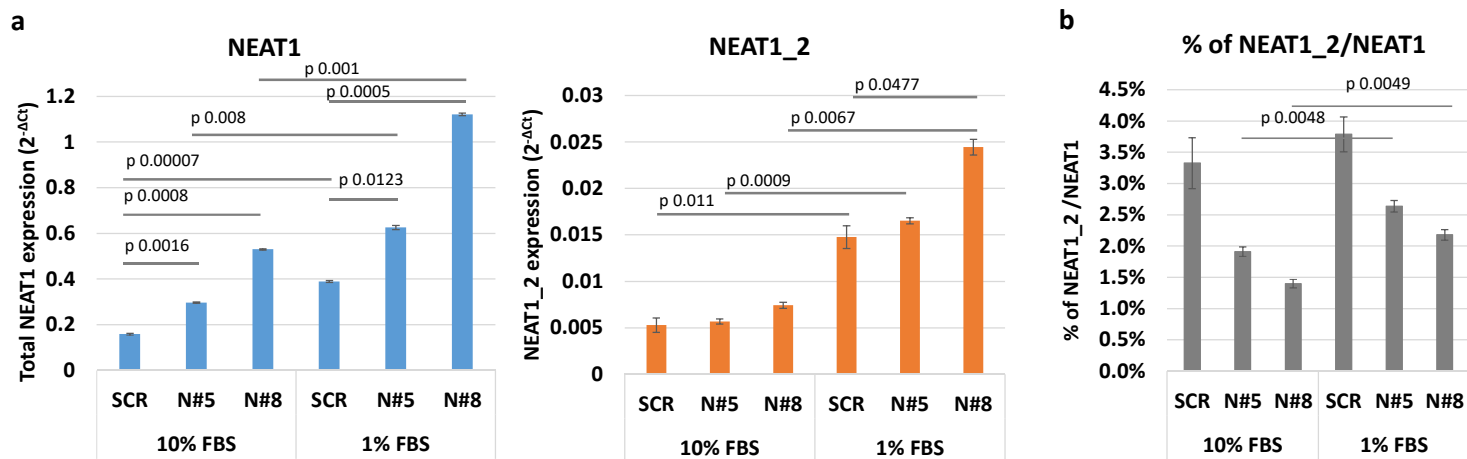 a
NEAT1
Total NEAT1 expression (2^-ΔCt)
1.2
1
0.8
0.6
0.4
0.2
0
p 0.001
p 0.0005
p 0.008
p 0.00007
p 0.0123
p 0.0008
p 0.0016
SCR N#5 N#8 SCR N#5 N#8
10% FBS 1% FBS
NEAT1_2
NEAT1_2 expression (2^-ΔCt)
0.03
0.025
0.02
0.015
0.01
0.005
0
p 0.0477
p 0.0067
p 0.0009
p 0.011
SCR N#5 N#8 SCR N#5 N#8
10% FBS 1% FBS
b
% of NEAT1_2/NEAT1
% of NEAT1_2 /NEAT1
4.5%
4.0%
3.5%
3.0%
2.5%
2.0%
1.5%
1.0%
0.5%
0.0%
p 0.0049
p 0.0048
SCR N#5 N#8 SCR N#5 N#8
10% FBS 1% FBS